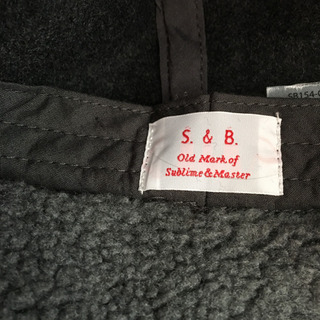 S. & B.
Old Mark of
Sublime & Master